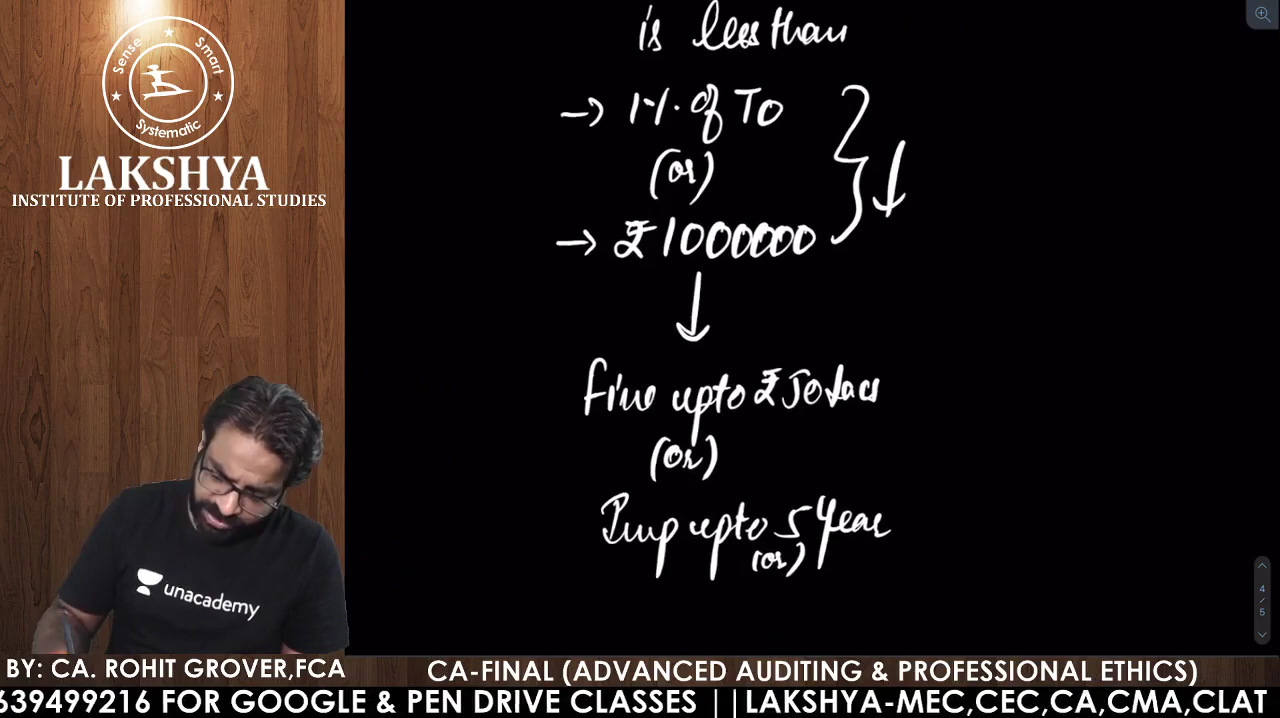 Sense
Smart
Systematic
LAKSHYA
INSTITUTE OF PROFESSIONAL STUDIES
is less than
→ 1%. of TO
(or)
→ ₹1000000
Fine upto ₹50 lacs
(or)
Imp upto 5 Year
(or)
unacademy
4
/
5
BY: CA. ROHIT GROVER,FCA
CA-FINAL (ADVANCED AUDITING & PROFESSIONAL ETHICS)
639499216 FOR GOOGLE & PEN DRIVE CLASSES ||LAKSHYA-MEC,CEC,CA,CMA,CLAT